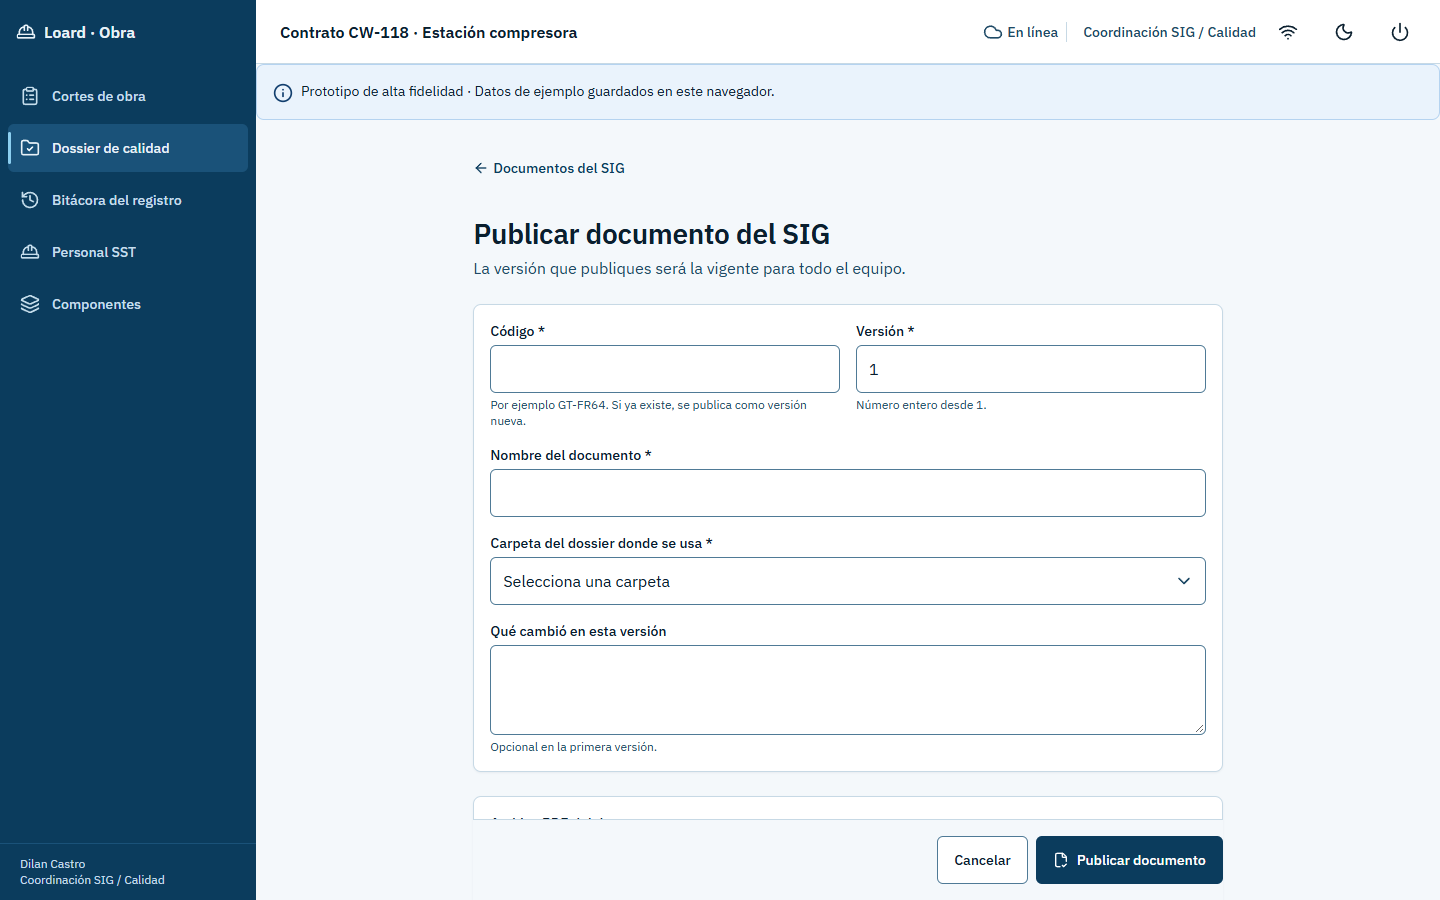 Loard · Obra
Contrato CW-118 · Estación compresora
En línea
Coordinación SIG / Calidad
Prototipo de alta fidelidad · Datos de ejemplo guardados en este navegador.
Cortes de obra
Dossier de calidad
Bitácora del registro
Personal SST
Componentes
Documentos del SIG
Publicar documento del SIG
La versión que publiques será la vigente para todo el equipo.
Código *
Versión *
1
Por ejemplo GT-FR64. Si ya existe, se publica como versión
nueva.
Número entero desde 1.
Nombre del documento *
Carpeta del dossier donde se usa *
Selecciona una carpeta
Qué cambió en esta versión
Opcional en la primera versión.
Cancelar
Publicar documento
Dilan Castro
Coordinación SIG / Calidad